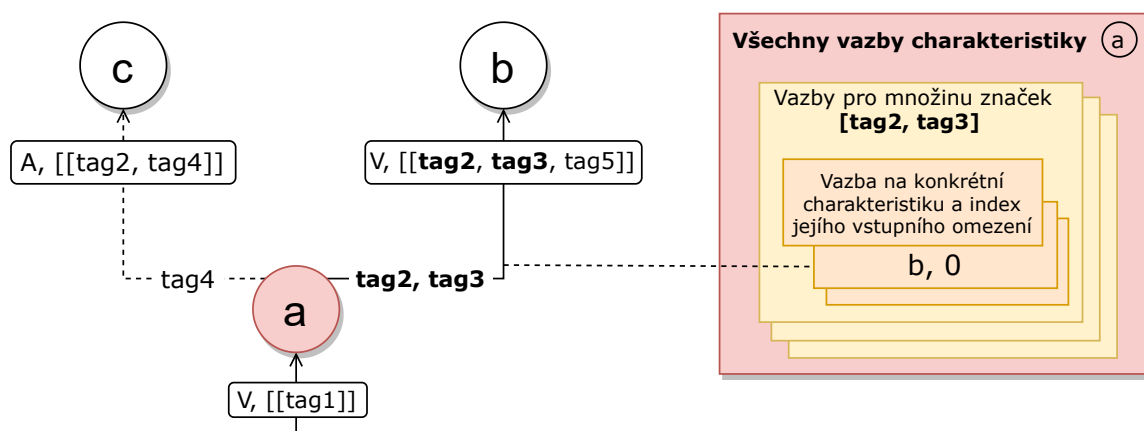 c
b
A, [[tag2, tag4]]
V, [[tag2, tag3, tag5]]
tag4
tag2, tag3
a
V, [[tag1]]
Všechny vazby charakteristiky a
Vazby pro množinu značek
[tag2, tag3]
Vazba na konkrétní
charakteristiku a index
jejího vstupního omezení
b, 0